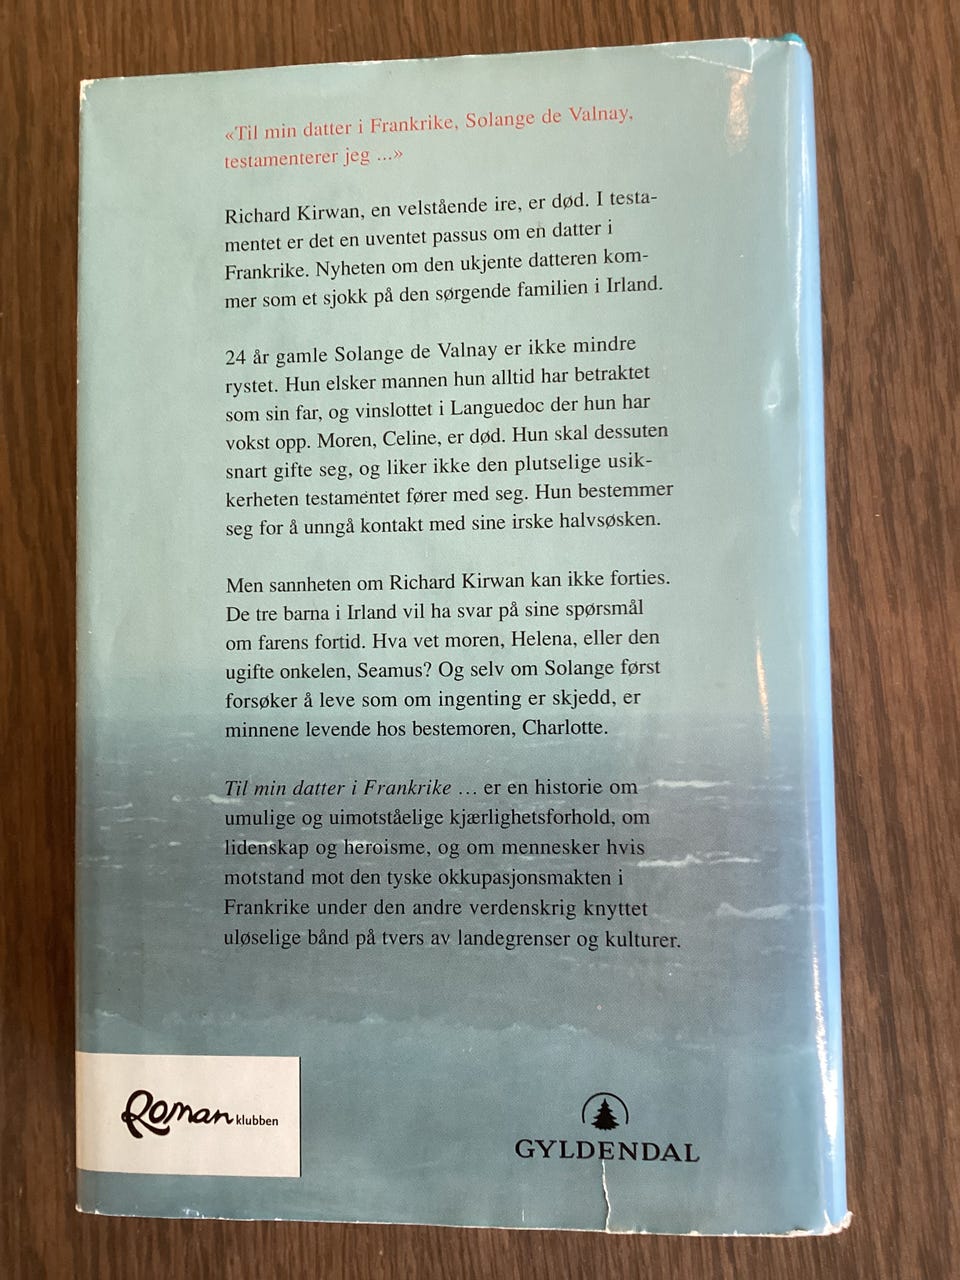 «Til min datter i Frankrike, Solange de Valnay,
testamenterer jeg ...»
Richard Kirwan, en velstående ire, er død. I testa-
mentet er det en uventet passus om en datter i
Frankrike. Nyheten om den ukjente datteren kom-
mer som et sjokk på den sørgende familien i Irland.
24 år gamle Solange de Valnay er ikke mindre
rystet. Hun elsker mannen hun alltid har betraktet
som sin far, og vinslottet i Languedoc der hun har
vokst opp. Moren, Celine, er død. Hun skal dessuten
snart gifte seg, og liker ikke den plutselige usik-
kerheten testamentet fører med seg. Hun bestemmer
seg for å unngå kontakt med sine irske halvsøsken.
Men sannheten om Richard Kirwan kan ikke forties.
De tre barna i Irland vil ha svar på sine spørsmål
om farens fortid. Hva vet moren, Helena, eller den
ugifte onkelen, Seamus? Og selv om Solange først
forsøker å leve som om ingenting er skjedd, er
minnene levende hos bestemoren, Charlotte.
Til min datter i Frankrike ... er en historie om
umulige og uimotståelige kjærlighetsforhold, om
lidenskap og heroisme, og om mennesker hvis
motstand mot den tyske okkupasjonsmakten i
Frankrike under den andre verdenskrig knyttet
uløselige bånd på tvers av landegrenser og kulturer.
Roman klubben
GYLDENDAL